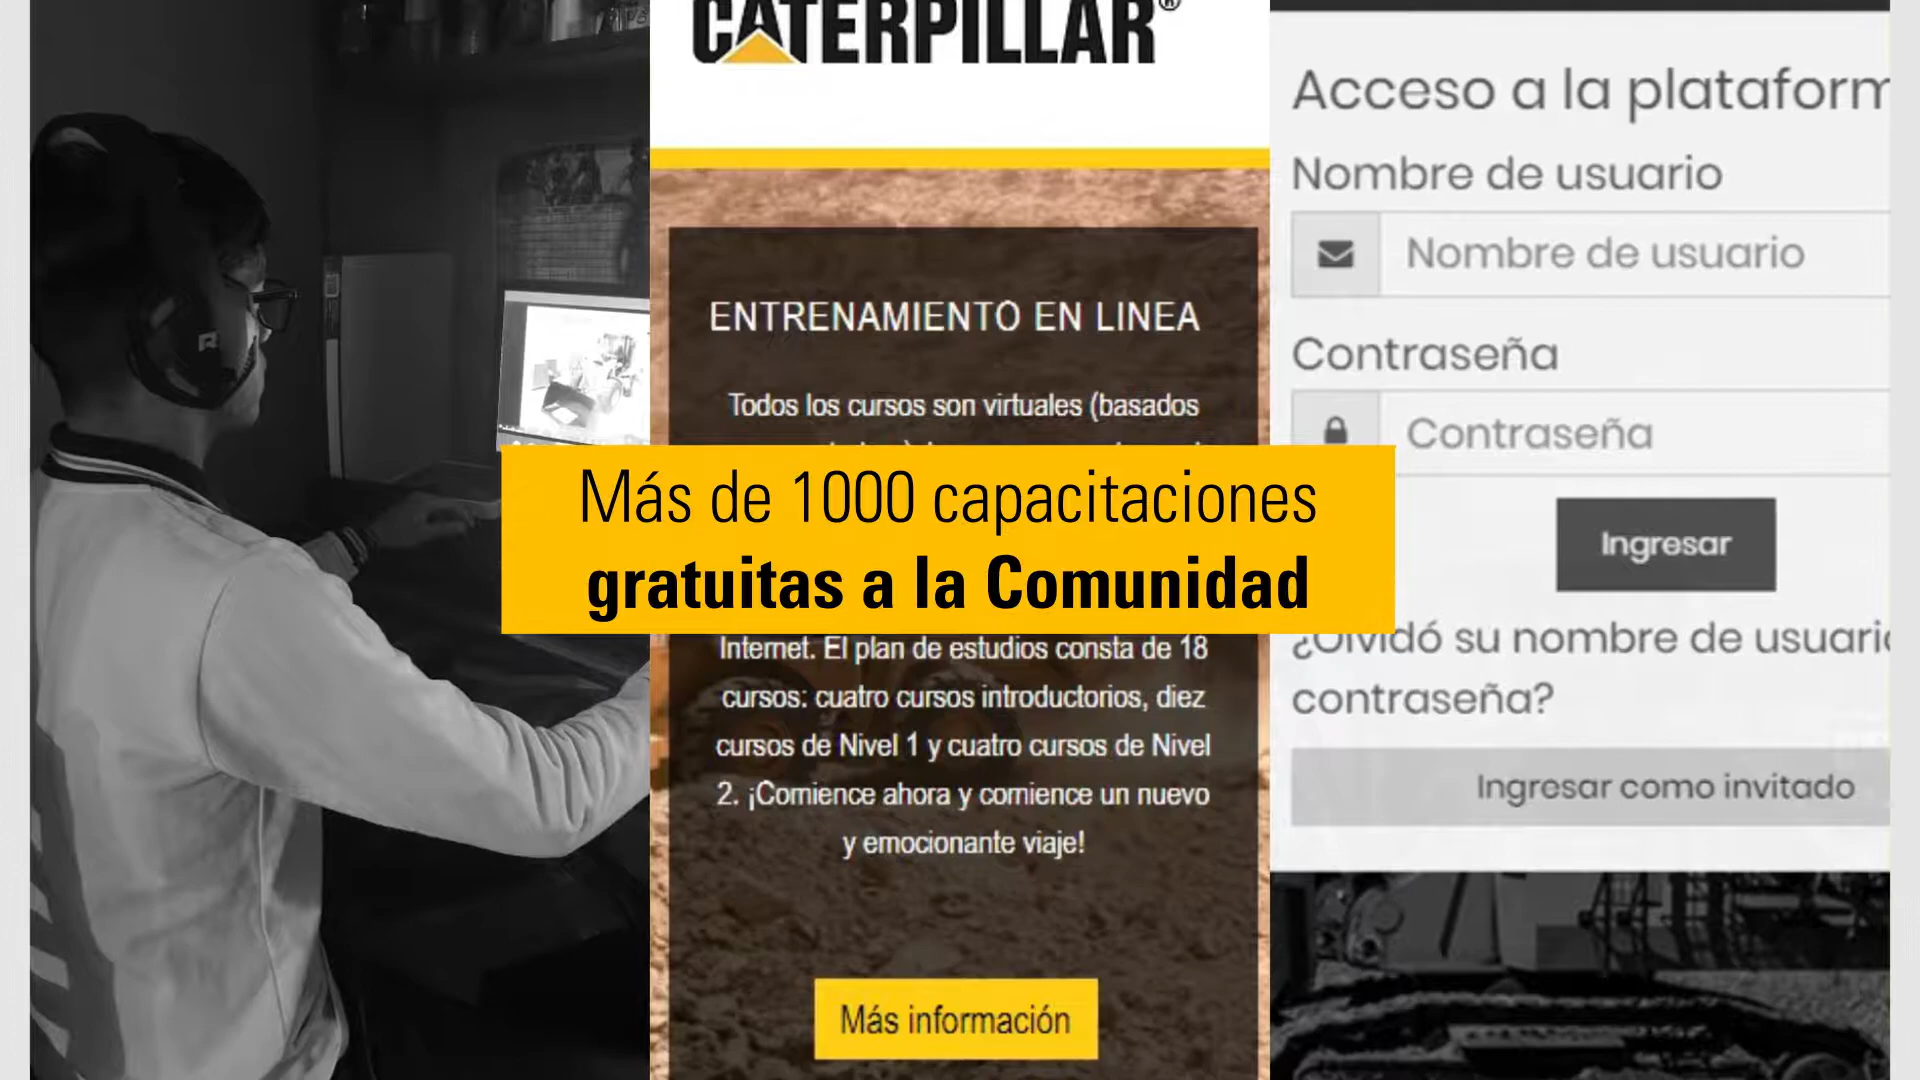 CATERPILLAR®
ENTRENAMIENTO EN LINEA
Todos los cursos son virtuales (basados
Más de 1000 capacitaciones
gratuitas a la Comunidad
Internet. El plan de estudios consta de 18
cursos: cuatro cursos introductorios, diez
cursos de Nivel 1 y cuatro cursos de Nivel
2. ¡Comience ahora y comience un nuevo
y emocionante viaje!
Más información
Acceso a la plataform
Nombre de usuario
Nombre de usuario
Contraseña
Contraseña
Ingresar
¿Olvidó su nombre de usuario
contraseña?
Ingresar como invitado